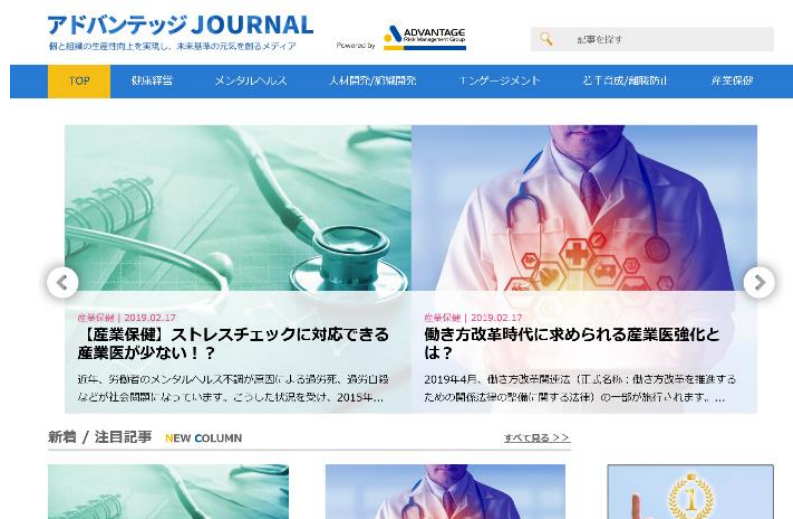 アドバンテッジ JOURNAL
個と組織の生産性向上を実現し、未来基準の元気を創るメディア
Powered by
ADVANTAGE
Risk Management Group
記事を探す
TOP 健康経営 メンタルヘルス 人材開発/組織開発 エンゲージメント 若手育成/離職防止 産業保健
産業保健 | 2019.02.17
【産業保健】ストレスチェックに対応できる
産業医が少ない!?
近年、労働者のメンタルヘルス不調が原因による過労死、過労自殺
などが社会問題になっています。こうした状況を受け、2015年...
産業保健 | 2019.02.17
働き方改革時代に求められる産業医強化と
は?
2019年4月、働き方改革関連法(正式名称:働き方改革を推進する
ための関係法律の整備に関する法律)の一部が施行されます。...
新着 / 注目記事 NEW COLUMN
すべて見る >>
1